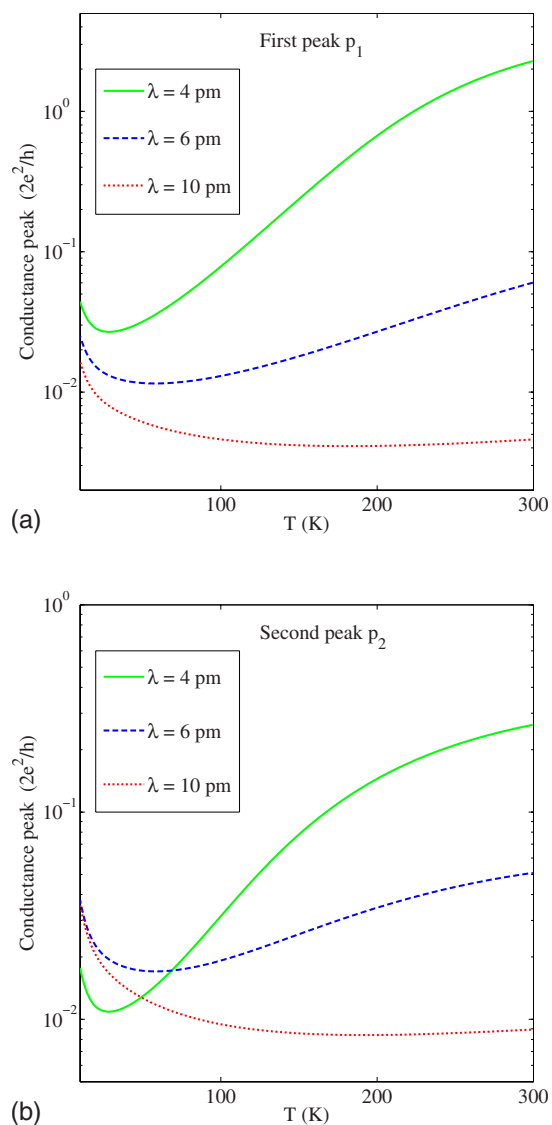 First peak p₁
λ = 4 pm
λ = 6 pm
λ = 10 pm
Conductance peak (2e²/h)
10⁰
10⁻¹
10⁻²
100 200 300
T (K)
(a)
10⁰
Second peak p₂
λ = 4 pm
λ = 6 pm
λ = 10 pm
Conductance peak (2e²/h)
10⁻¹
10⁻²
100 200 300
T (K)
(b)